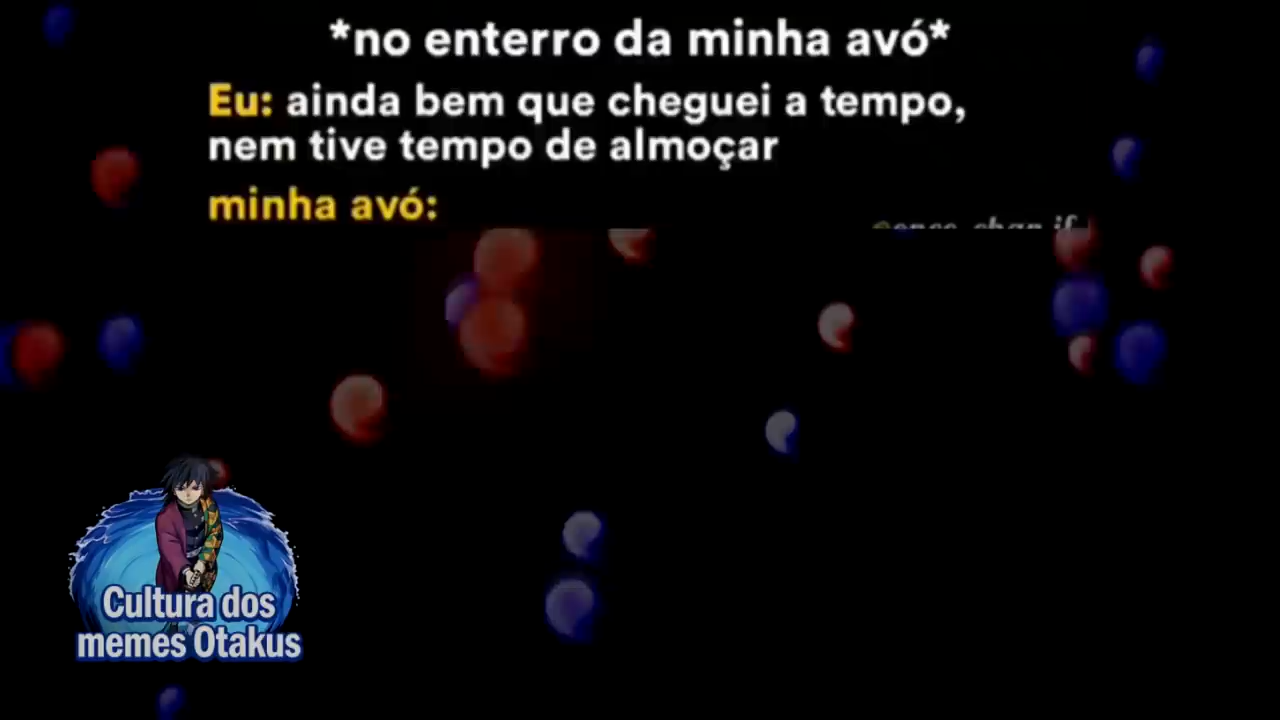 *no enterro da minha avó*
Eu: ainda bem que cheguei a tempo,
nem tive tempo de almoçar
minha avó:
Cultura dos
memes Otakus